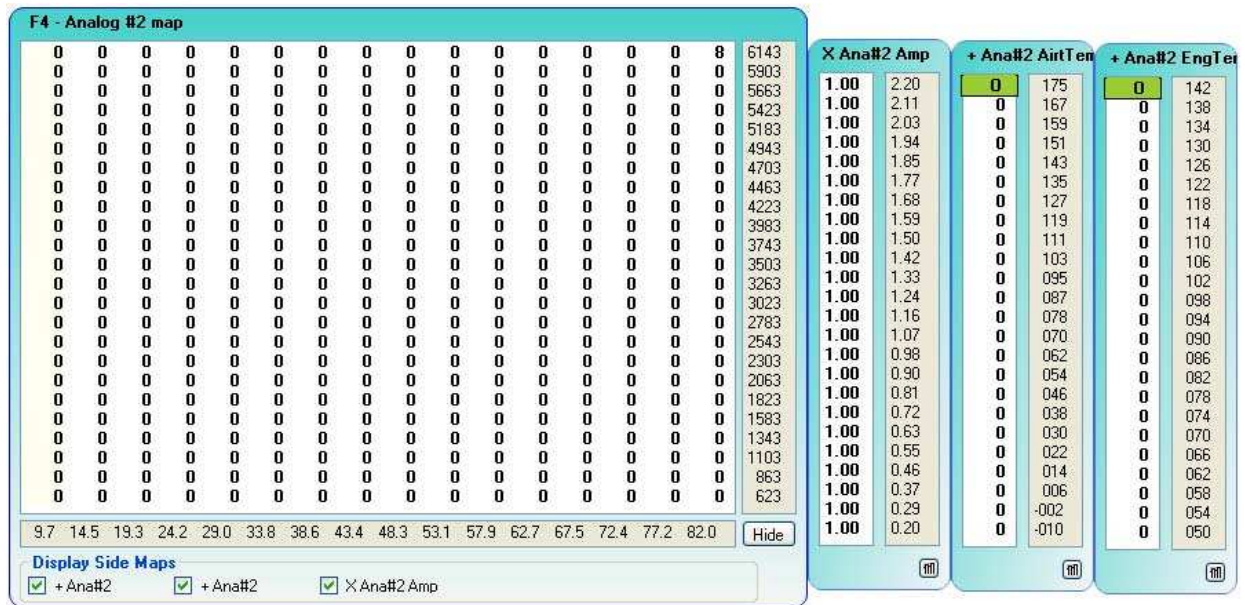 F4 - Analog #2 map
0 0 0 0 0 0 0 0 0 0 0 0 0 0 0 8 6143
0 0 0 0 0 0 0 0 0 0 0 0 0 0 0 0 5903
0 0 0 0 0 0 0 0 0 0 0 0 0 0 0 0 5663
0 0 0 0 0 0 0 0 0 0 0 0 0 0 0 0 5423
0 0 0 0 0 0 0 0 0 0 0 0 0 0 0 0 5183
0 0 0 0 0 0 0 0 0 0 0 0 0 0 0 0 4943
0 0 0 0 0 0 0 0 0 0 0 0 0 0 0 0 4703
0 0 0 0 0 0 0 0 0 0 0 0 0 0 0 0 4463
0 0 0 0 0 0 0 0 0 0 0 0 0 0 0 0 4223
0 0 0 0 0 0 0 0 0 0 0 0 0 0 0 0 3983
0 0 0 0 0 0 0 0 0 0 0 0 0 0 0 0 3743
0 0 0 0 0 0 0 0 0 0 0 0 0 0 0 0 3503
0 0 0 0 0 0 0 0 0 0 0 0 0 0 0 0 3263
0 0 0 0 0 0 0 0 0 0 0 0 0 0 0 0 3023
0 0 0 0 0 0 0 0 0 0 0 0 0 0 0 0 2783
0 0 0 0 0 0 0 0 0 0 0 0 0 0 0 0 2543
0 0 0 0 0 0 0 0 0 0 0 0 0 0 0 0 2303
0 0 0 0 0 0 0 0 0 0 0 0 0 0 0 0 2063
0 0 0 0 0 0 0 0 0 0 0 0 0 0 0 0 1823
0 0 0 0 0 0 0 0 0 0 0 0 0 0 0 0 1583
0 0 0 0 0 0 0 0 0 0 0 0 0 0 0 0 1343
0 0 0 0 0 0 0 0 0 0 0 0 0 0 0 0 1103
0 0 0 0 0 0 0 0 0 0 0 0 0 0 0 0 863
0 0 0 0 0 0 0 0 0 0 0 0 0 0 0 0 623
9.7 14.5 19.3 24.2 29.0 33.8 38.6 43.4 48.3 53.1 57.9 62.7 67.5 72.4 77.2 82.0 Hide
Display Side Maps
+ Ana#2 + Ana#2 X Ana#2 Amp
X Ana#2 Amp
1.00 2.20
1.00 2.11
1.00 2.03
1.00 1.94
1.00 1.85
1.00 1.77
1.00 1.68
1.00 1.59
1.00 1.50
1.00 1.42
1.00 1.33
1.00 1.24
1.00 1.16
1.00 1.07
1.00 0.98
1.00 0.90
1.00 0.81
1.00 0.72
1.00 0.63
1.00 0.55
1.00 0.46
1.00 0.37
1.00 0.29
1.00 0.20
+ Ana#2 AirtTem
0 175
0 167
0 159
0 151
0 143
0 135
0 127
0 119
0 111
0 103
0 095
0 087
0 078
0 070
0 062
0 054
0 046
0 038
0 030
0 022
0 014
0 006
0 -002
0 -010
+ Ana#2 EngTer
0 142
0 138
0 134
0 130
0 126
0 122
0 118
0 114
0 110
0 106
0 102
0 098
0 094
0 090
0 086
0 082
0 078
0 074
0 070
0 066
0 062
0 058
0 054
0 050